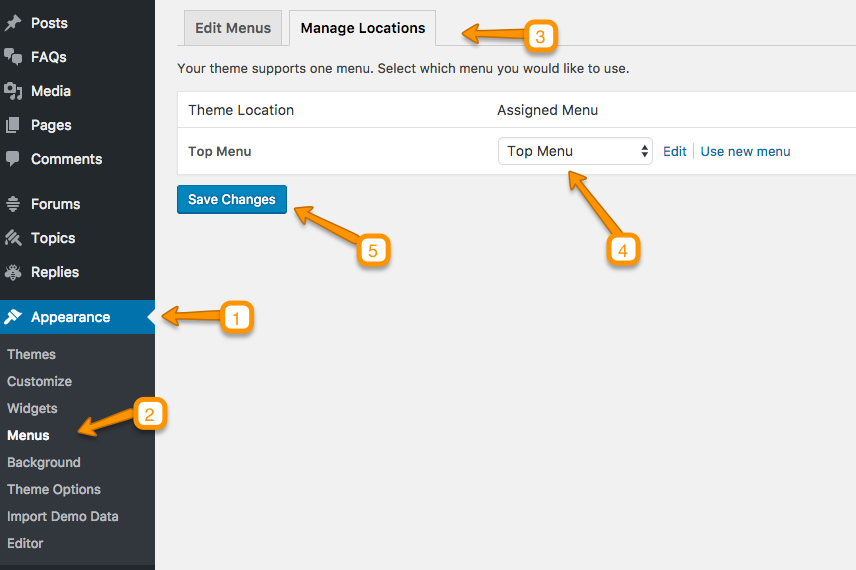 Posts
FAQs
Media
Pages
Comments
Forums
Topics
Replies
Appearance
Themes
Customize
Widgets
Menus
Background
Theme Options
Import Demo Data
Editor
Edit Menus Manage Locations
Your theme supports one menu. Select which menu you would like to use.
Theme Location Assigned Menu
Top Menu Top Menu Edit Use new menu
Save Changes
1
2
3
4
5